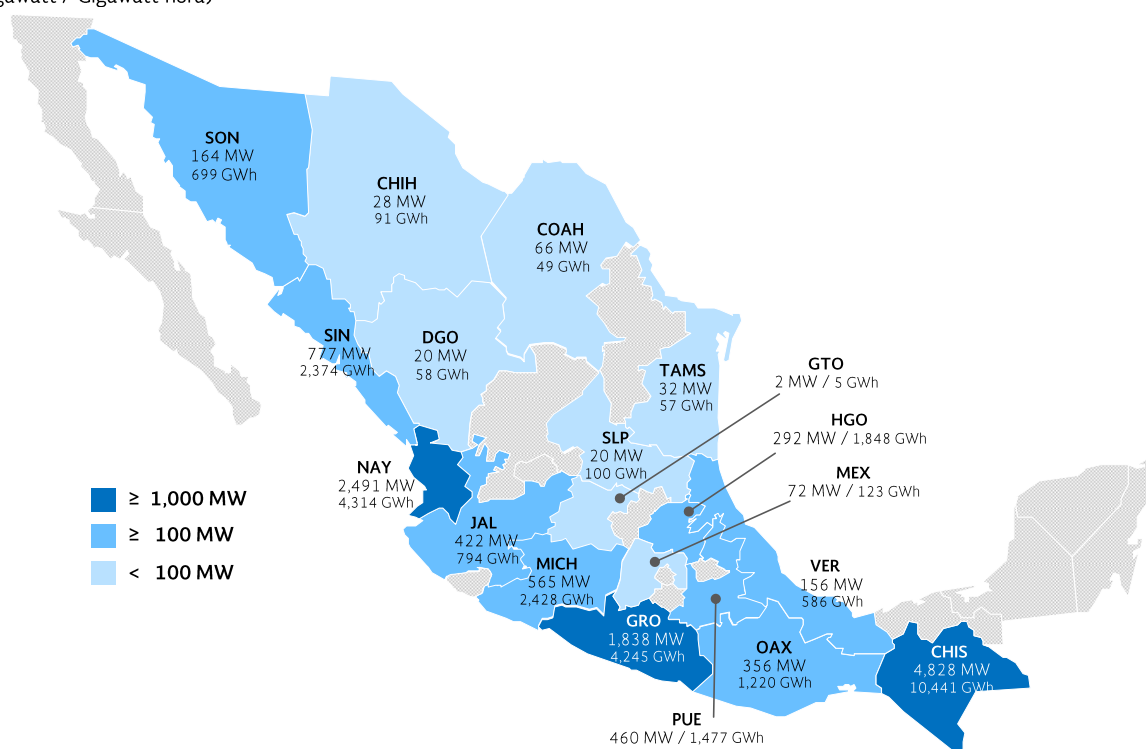 SON
164 MW
699 GWh
CHIH
28 MW
91 GWh
COAH
66 MW
49 GWh
SIN
777 MW
2,374 GWh
DGO
20 MW
58 GWh
TAMS
32 MW
57 GWh
GTO
2 MW / 5 GWh
HGO
292 MW / 1,848 GWh
SLP
20 MW
100 GWh
MEX
72 MW / 123 GWh
NAY
2,491 MW
4,314 GWh
≥ 1,000 MW
≥ 100 MW
< 100 MW
JAL
422 MW
794 GWh
MICH
565 MW
2,428 GWh
VER
156 MW
586 GWh
GRO
1,838 MW
4,245 GWh
OAX
356 MW
1,220 GWh
CHIS
4,828 MW
10,441 GWh
PUE
460 MW / 1,477 GWh